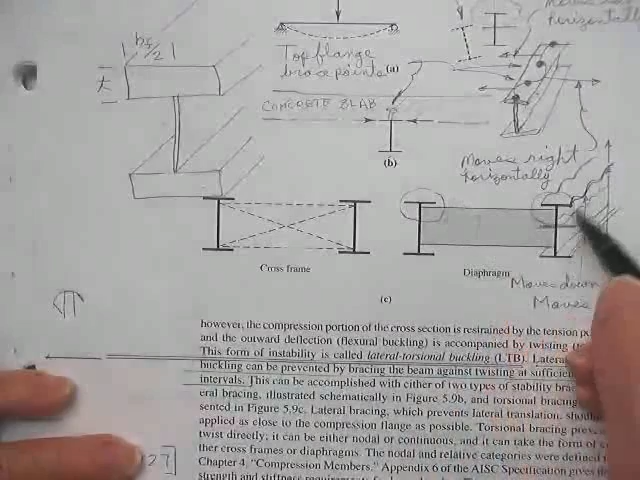 bf/2
t
Top flange
brace points
(a)
horizontally
CONCRETE SLAB
(b)
Moves right
horizontally
Cross frame
Diaphragm
(c)
Moves down
Moves
however, the compression portion of the cross section is restrained by the tension
and the outward deflection (flexural buckling) is accompanied by twisting
This form of instability is called lateral-torsional buckling (LTB). Lateral
buckling can be prevented by bracing the beam against twisting at
intervals. This can be accomplished with either of two types of stability
eral bracing, illustrated schematically in Figure 5.9b, and torsional bracing
sented in Figure 5.9c. Lateral bracing, which prevents lateral translation,
applied as close to the compression flange as possible. Torsional bracing
twist directly; it can be either nodal or continuous, and it can take the form of
ther cross frames or diaphragms. The nodal and relative categories were defined
Chapter 4, "Compression Members." Appendix 6 of the AISC Specification gives
strength and stiffness
27]